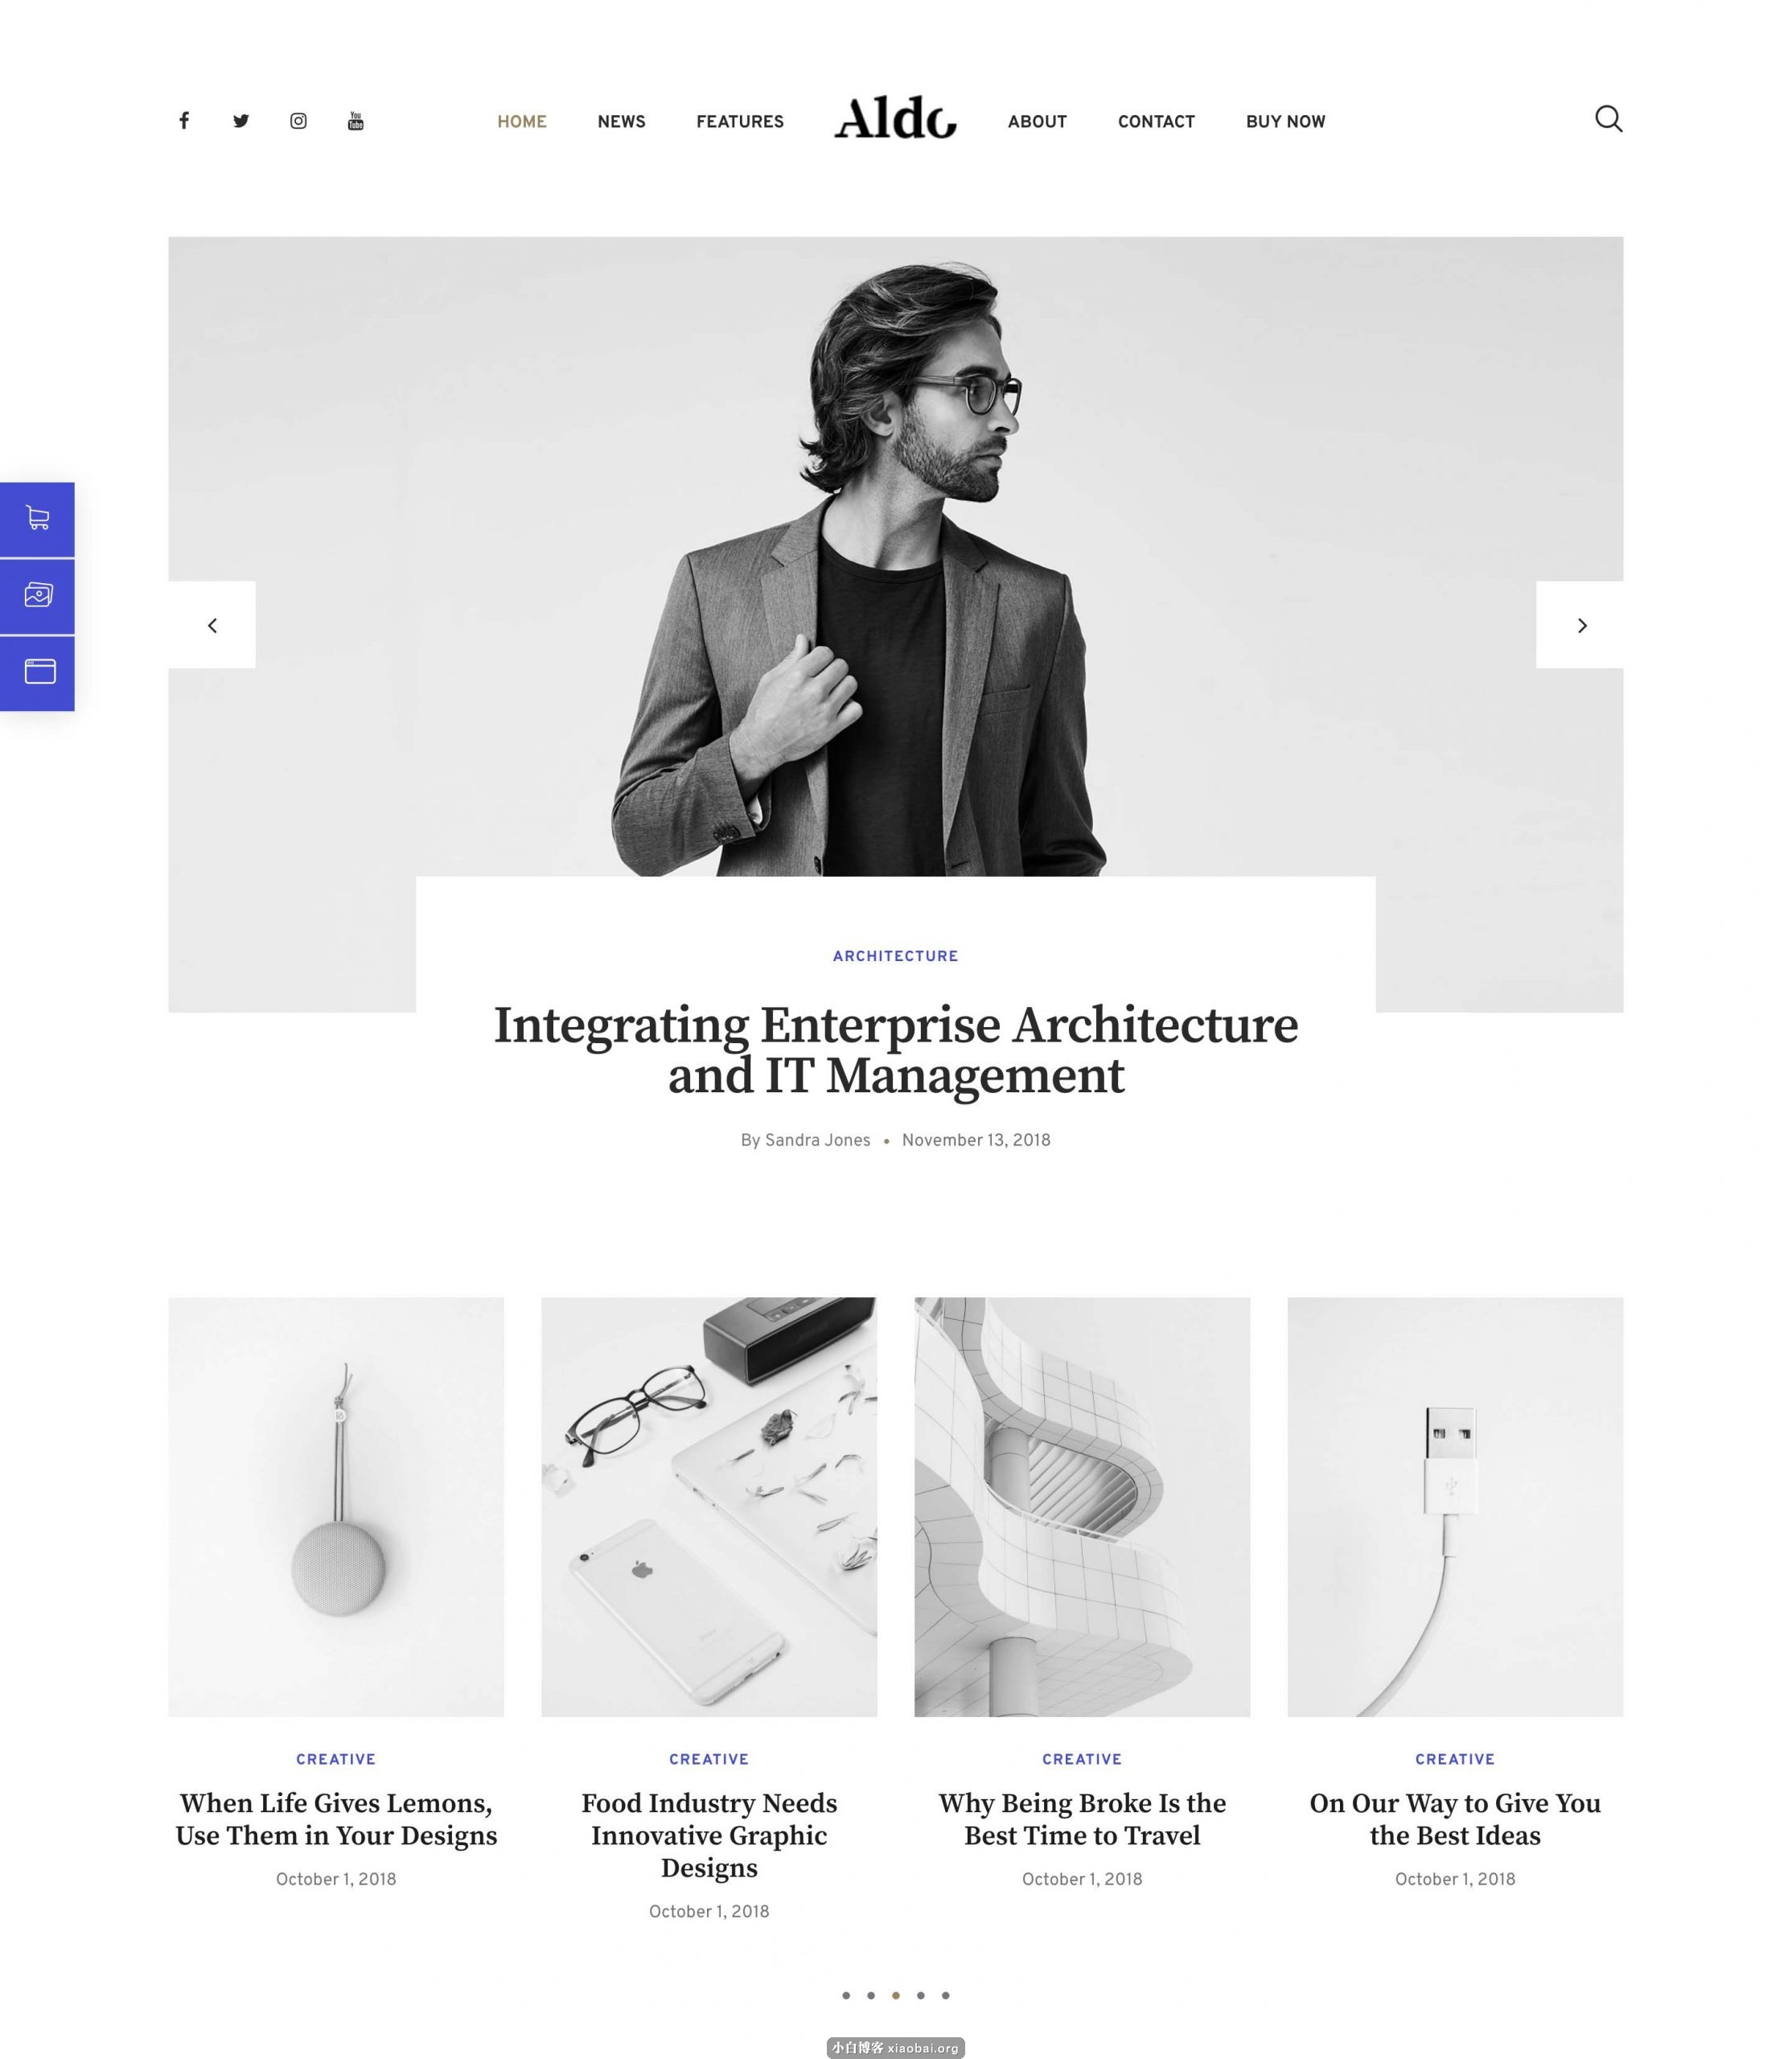 You
Tube
HOME
NEWS
FEATURES
Aldo
ABOUT
CONTACT
BUY NOW
ARCHITECTURE
Integrating Enterprise Architecture
and IT Management
By Sandra Jones • November 13, 2018
CREATIVE
When Life Gives Lemons,
Use Them in Your Designs
October 1, 2018
CREATIVE
Food Industry Needs
Innovative Graphic
Designs
October 1, 2018
CREATIVE
Why Being Broke Is the
Best Time to Travel
October 1, 2018
CREATIVE
On Our Way to Give You
the Best Ideas
October 1, 2018
小白博客 xiaobai.org